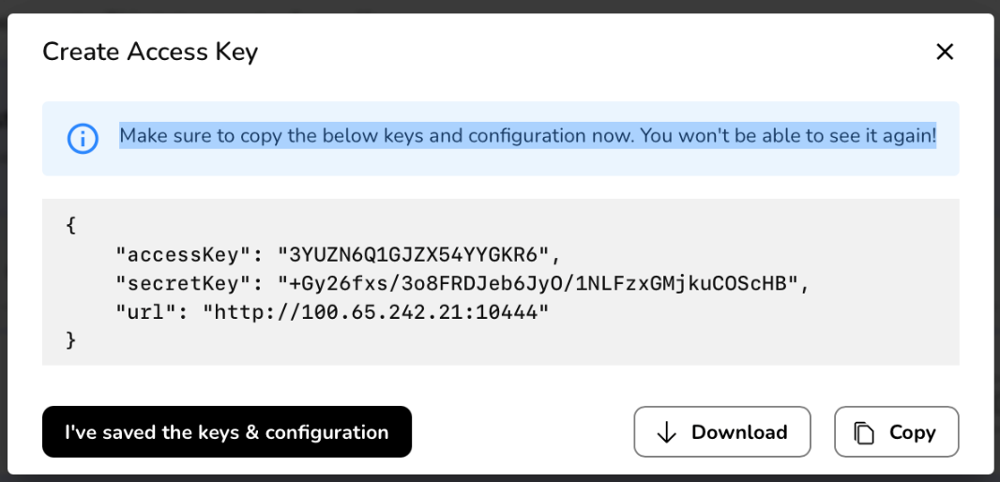 Create Access Key
Make sure to copy the below keys and configuration now. You won't be able to see it again!
{
    "accessKey": "3YUZN6Q1GJZX54YYGKR6",
    "secretKey": "+Gy26fxs/3o8FRDJeb6JyO/1NLFzxGMjkuCOScHB",
    "url": "http://100.65.242.21:10444"
}
I've saved the keys & configuration
Download
Copy